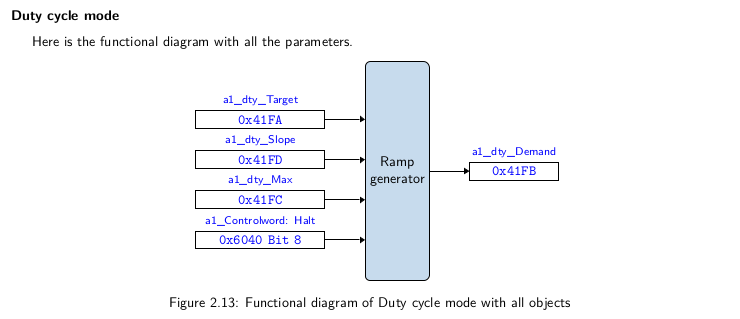 Duty cycle mode
Here is the functional diagram with all the parameters.
a1_dty_Target
0x41FA
a1_dty_Slope
0x41FD
a1_dty_Max
0x41FC
a1_Controlword: Halt
0x6040 Bit 8
Ramp
generator
a1_dty_Demand
0x41FB
Figure 2.13: Functional diagram of Duty cycle mode with all objects